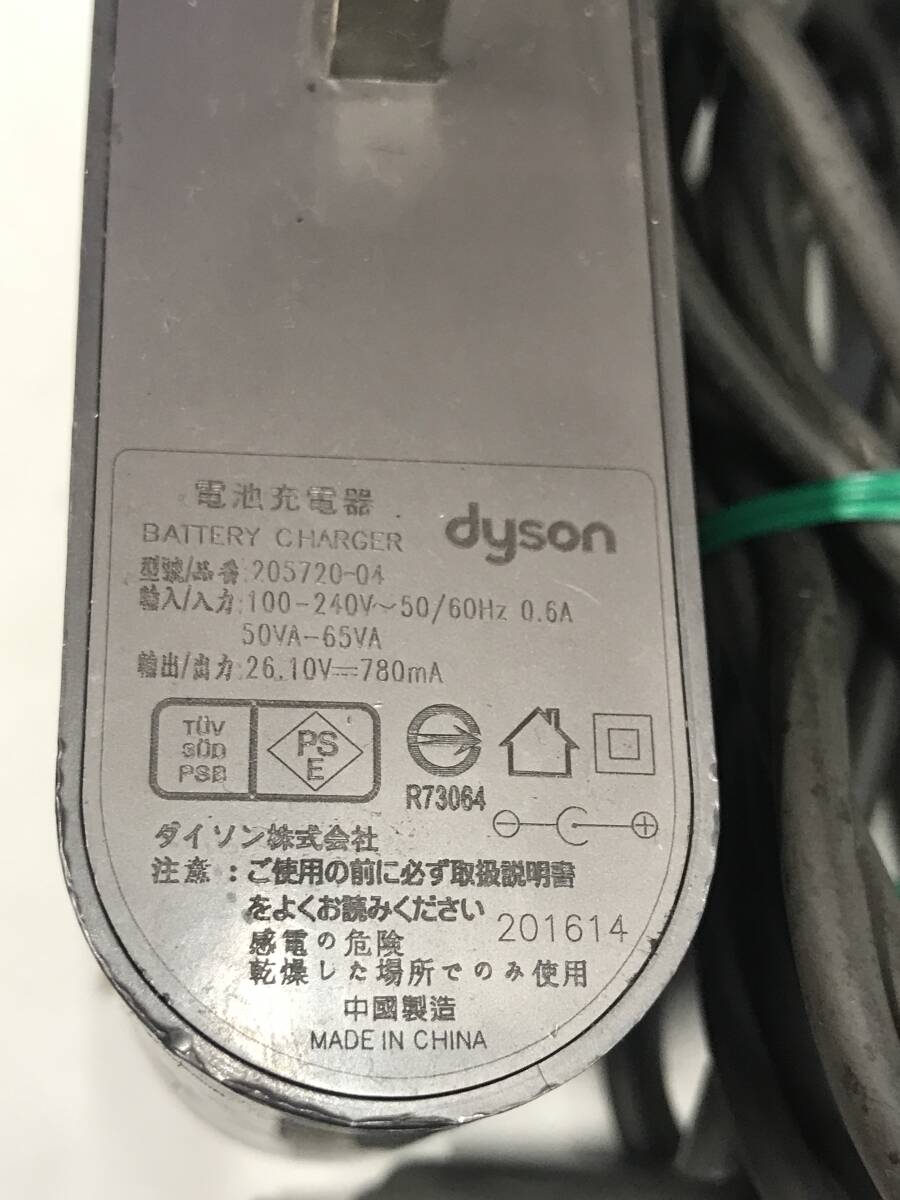 電池充電器
BATTERY CHARGER
dyson
型號/品番:205720-04
輸入/入力:100-240V～50/60Hz 0.6A
50VA-65VA
輸出/出力:26.10V⎓780mA
TÜV
SÜD
PSB
PS
E
R73064
ダイソン株式会社
注意:ご使用の前に必ず取扱説明書
をよくお読みください
感電の危険
201614
乾燥した場所でのみ使用
中國製造
MADE IN CHINA